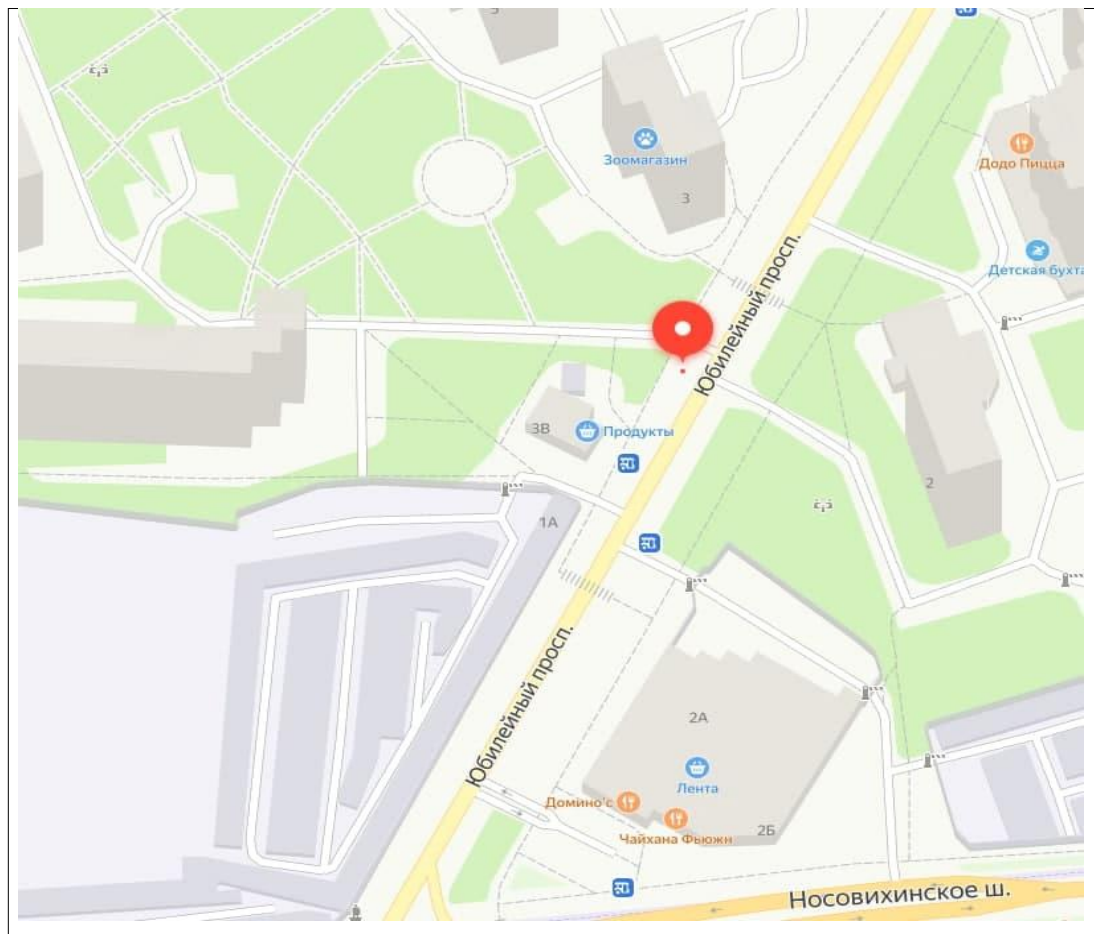 5
Зоомагазин
3
Додо Пицца
Детская бухта
Юбилейный просп.
3В
Продукты
2
1А
Юбилейный просп.
2А
Лента
Домино'с
Чайхана Фьюжн
2Б
Носовихинское ш.